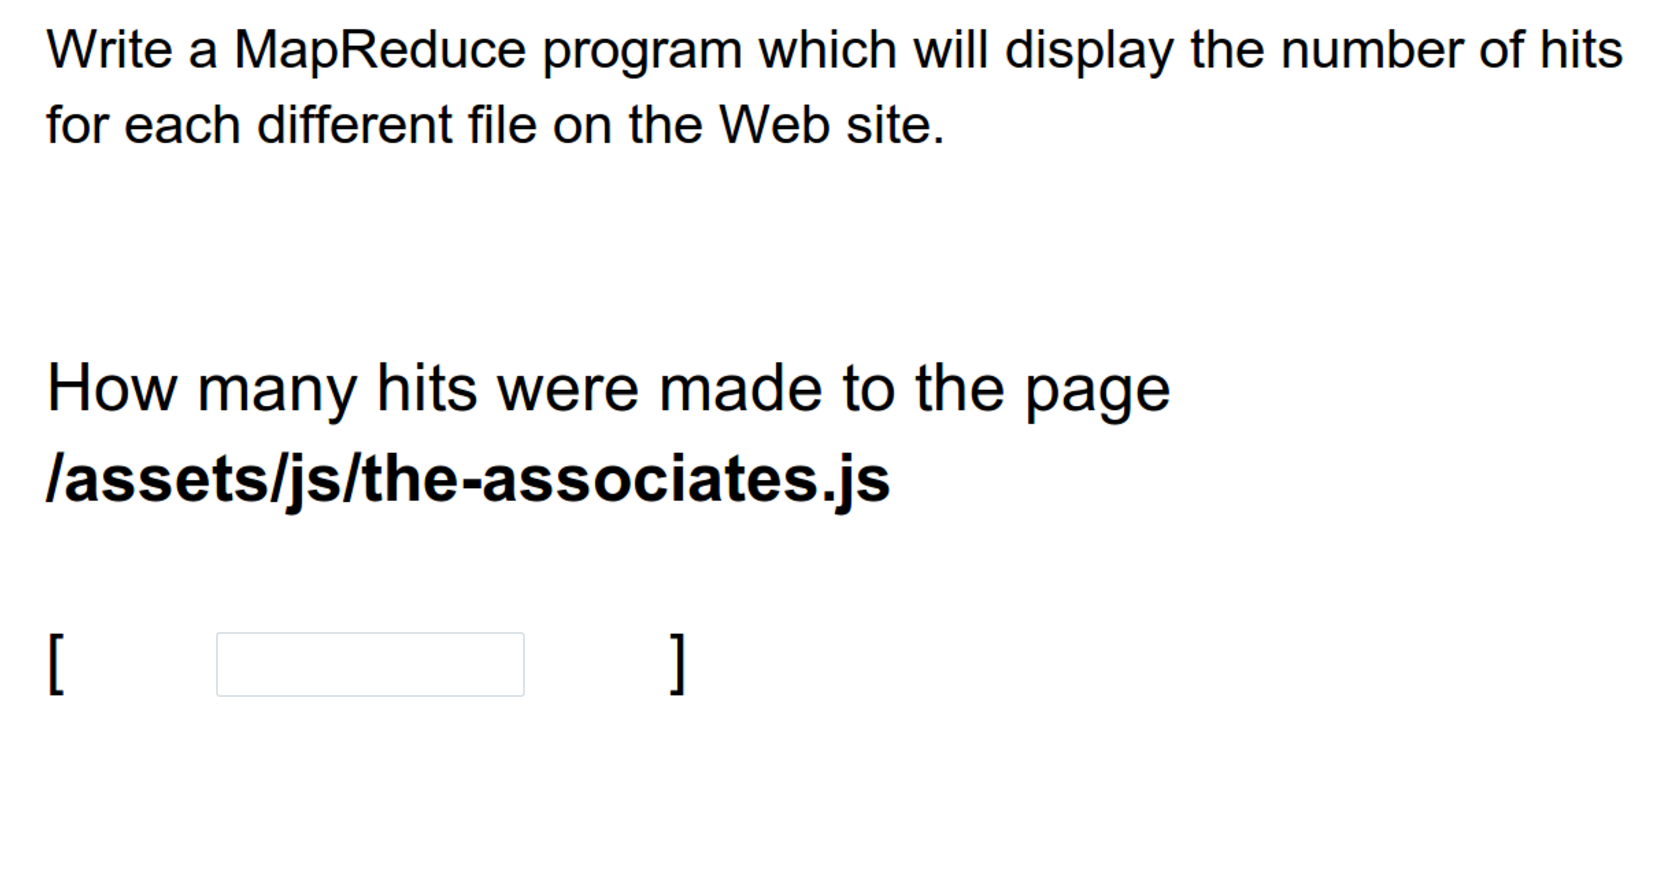 Write a MapReduce program which will display the number of hits
for each different file on the Web site.
How many hits were made to the page
/assets/js/the-associates.js
[ ]